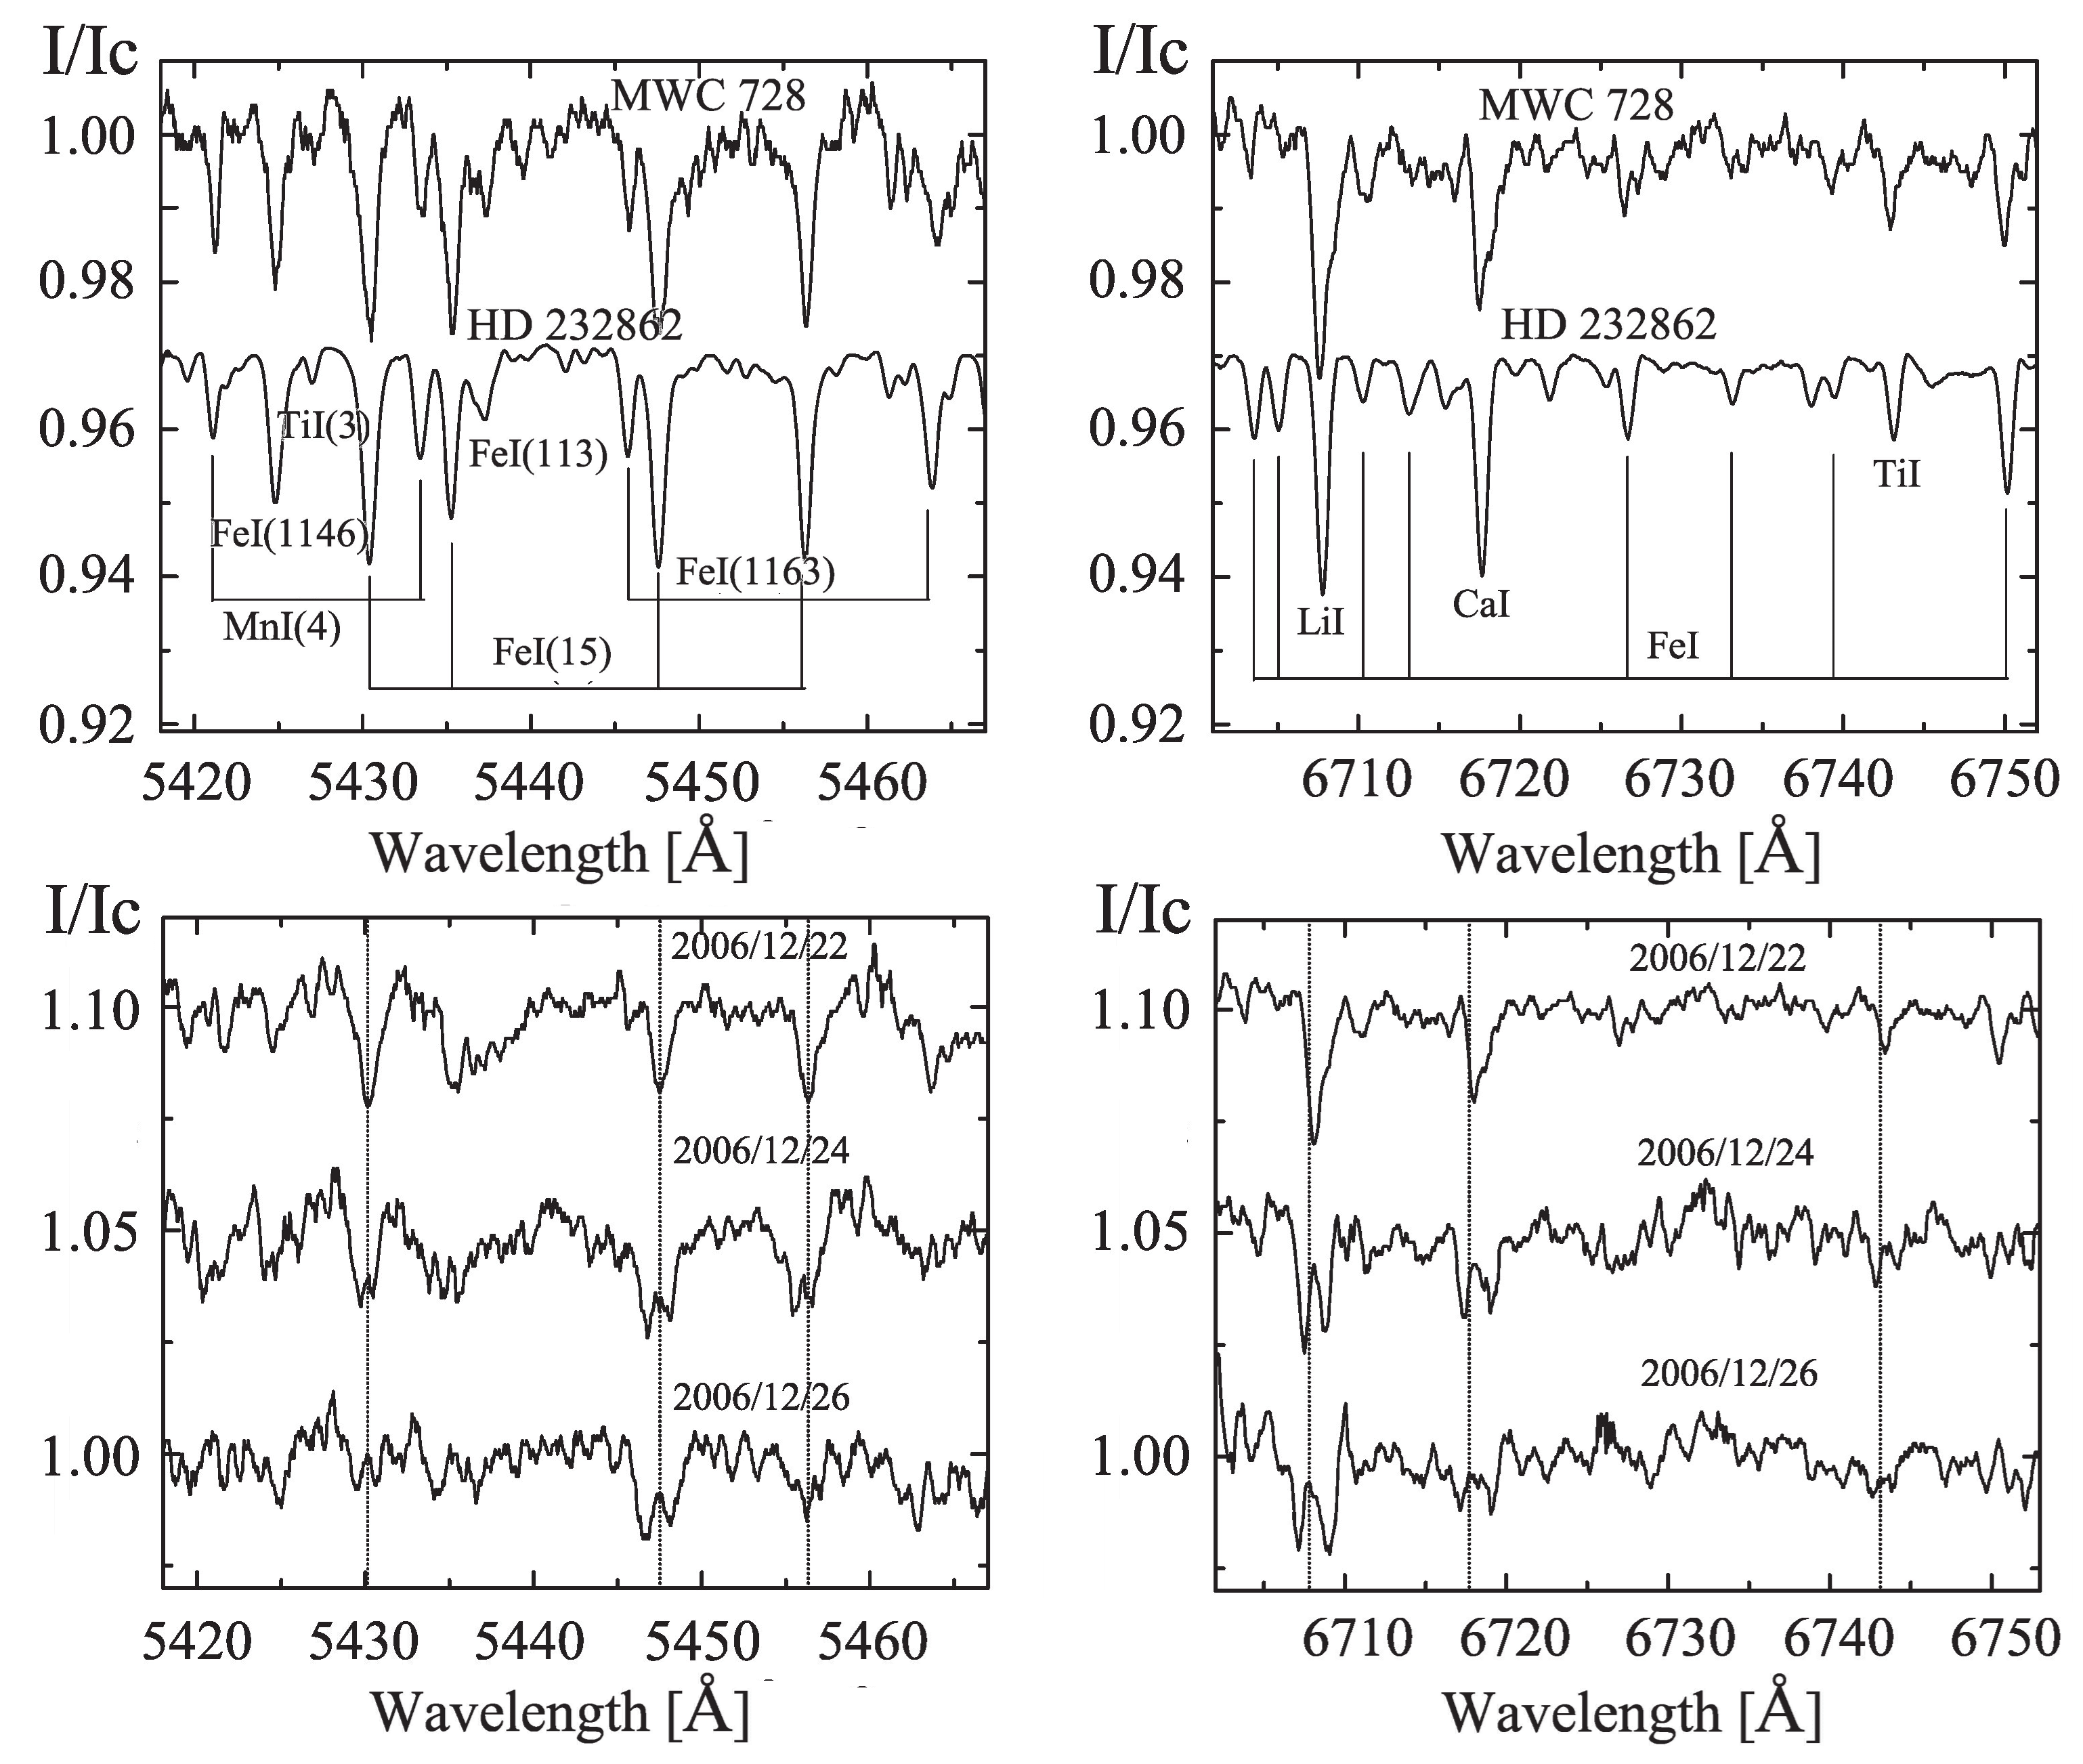 I/Ic
MWC 728
1.00
0.98
HD 232862
0.96
TiI(3)
FeI(113)
FeI(1146)
0.94
FeI(1163)
MnI(4)
FeI(15)
0.92
5420 5430 5440 5450 5460
Wavelength [Å]
I/Ic
MWC 728
1.00
0.98
HD 232862
0.96
TiI
0.94
CaI
LiI
FeI
0.92
6710 6720 6730 6740 6750
Wavelength [Å]
I/Ic
2006/12/22
1.10
2006/12/24
1.05
2006/12/26
1.00
5420 5430 5440 5450 5460
Wavelength [Å]
I/Ic
2006/12/22
1.10
2006/12/24
1.05
2006/12/26
1.00
6710 6720 6730 6740 6750
Wavelength [Å]